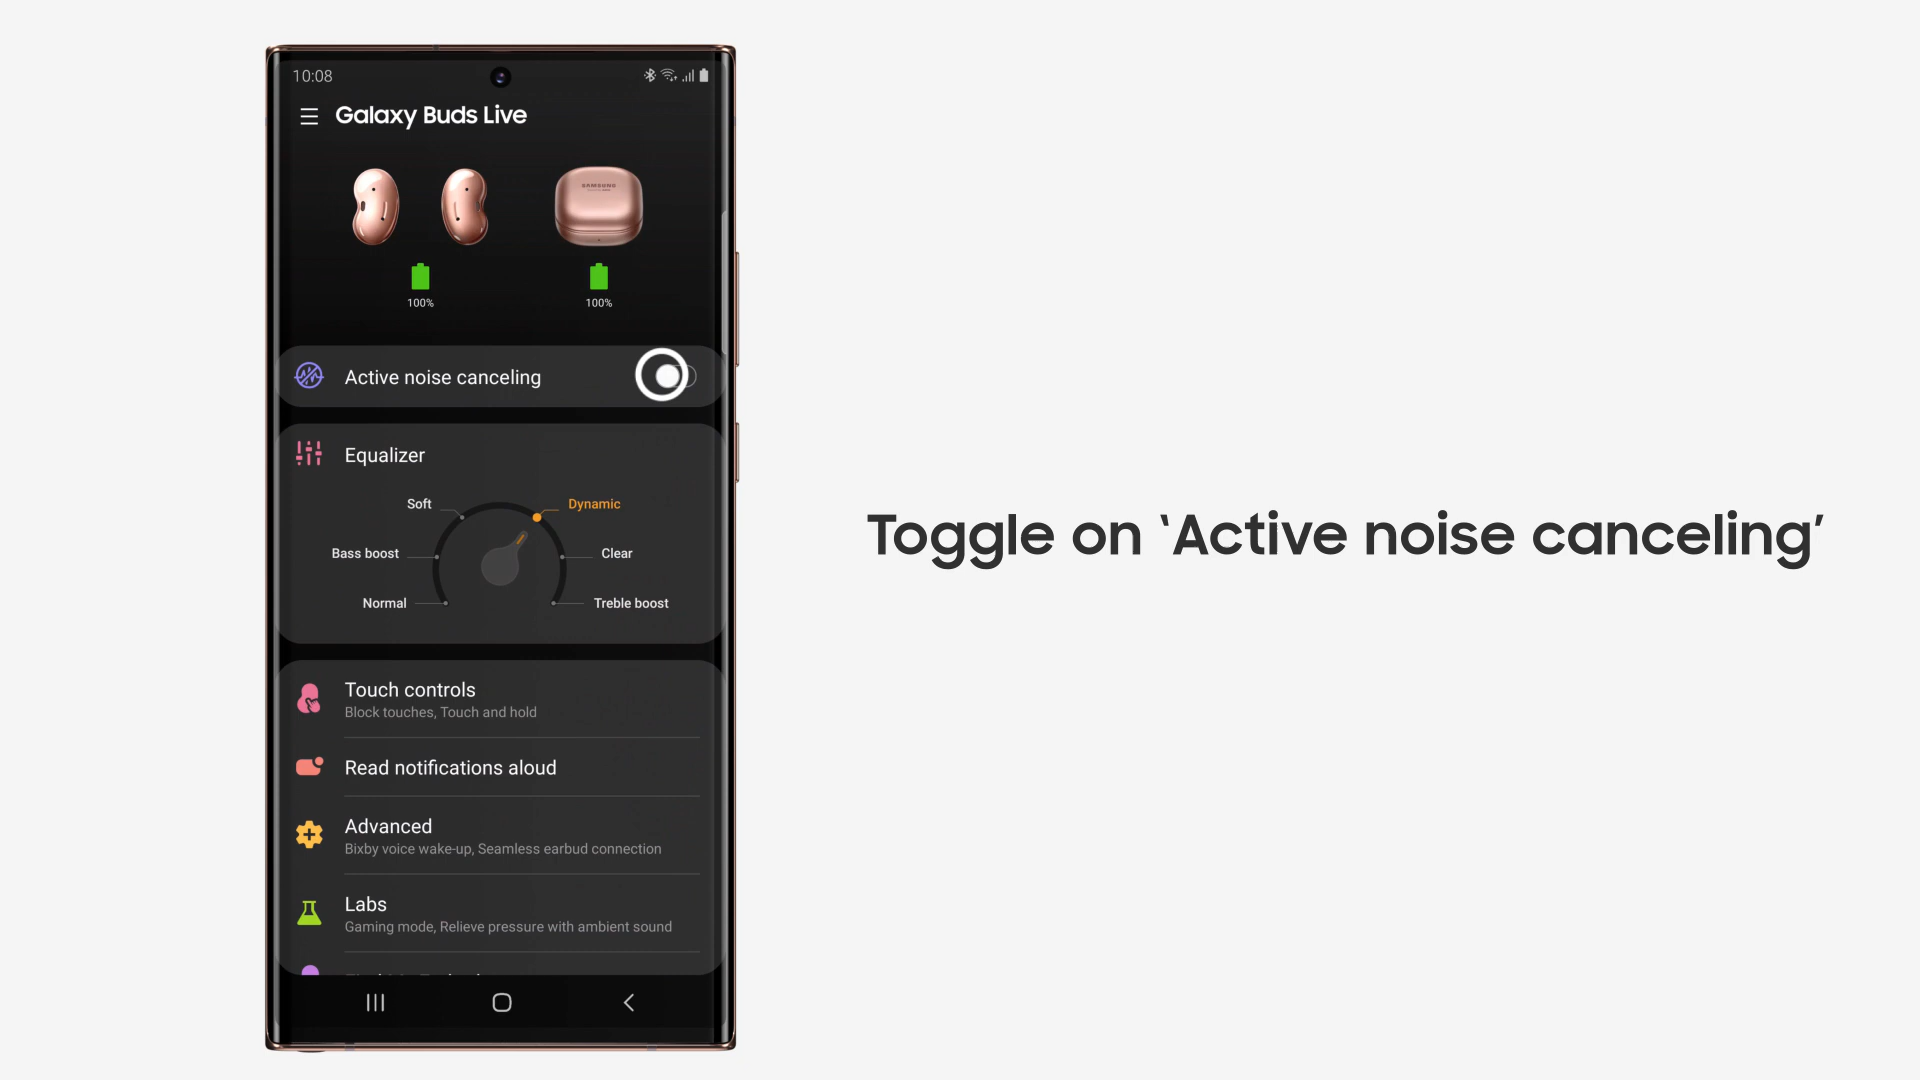 10:08
Galaxy Buds Live
SAMSUNG
100%
100%
Active noise canceling
Equalizer
Soft
Dynamic
Bass boost
Clear
Normal
Treble boost
Touch controls
Block touches, Touch and hold
Read notifications aloud
Advanced
Bixby voice wake-up, Seamless earbud connection
Labs
Gaming mode, Relieve pressure with ambient sound
Toggle on ‘Active noise canceling’